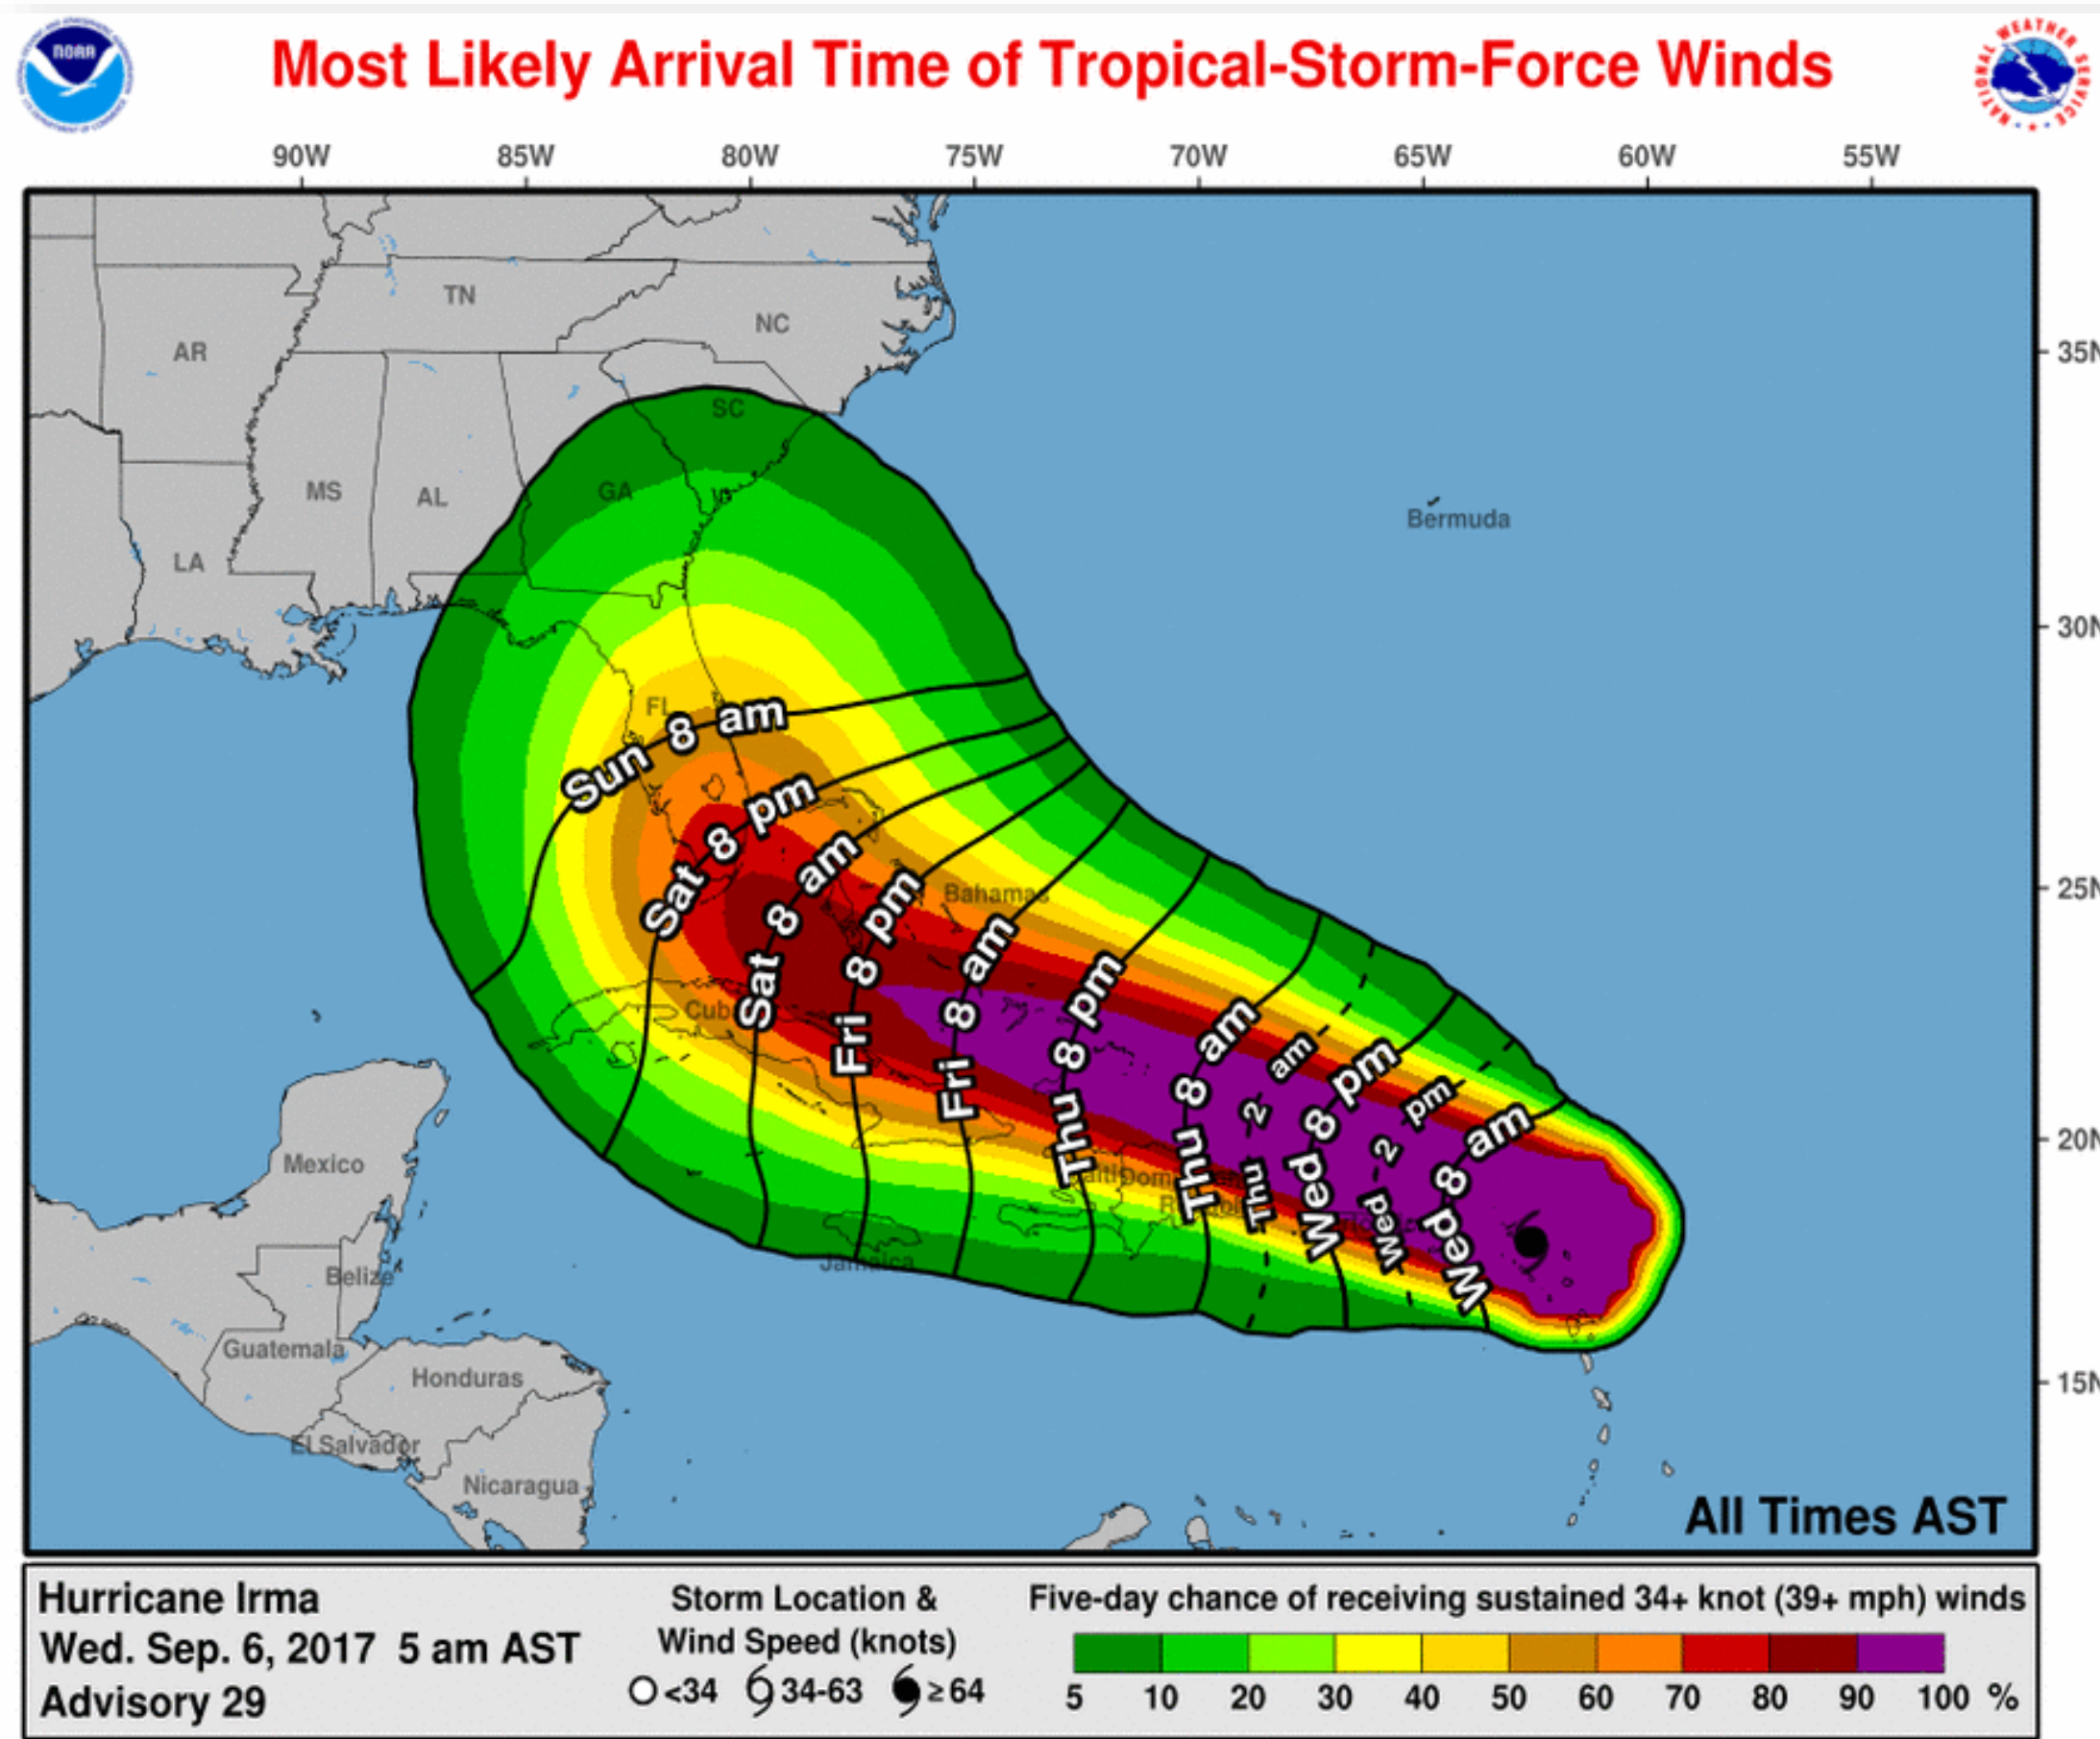 NOAA
Most Likely Arrival Time of Tropical-Storm-Force Winds
NATIONAL WEATHER SERVICE
90W 85W 80W 75W 70W 65W 60W 55W
TN
NC
AR
35N
SC
MS
AL
GA
Bermuda
LA
30N
FL
Sun 8 am
Sat 8 pm
Sat 8 am
Fri 8 pm
Bahamas
25N
Fri 8 am
Thu 8 pm
Thu 8 am
Thu 2 am
Wed 8 pm
Wed 2 pm
Wed 8 am
Cuba
20N
Mexico
Jamaica
Belize
Guatemala
Honduras
15N
El Salvador
Nicaragua
All Times AST
Hurricane Irma
Wed. Sep. 6, 2017 5 am AST
Advisory 29
Storm Location &
Wind Speed (knots)
<34 34-63 ≥64
Five-day chance of receiving sustained 34+ knot (39+ mph) winds
5 10 20 30 40 50 60 70 80 90 100 %